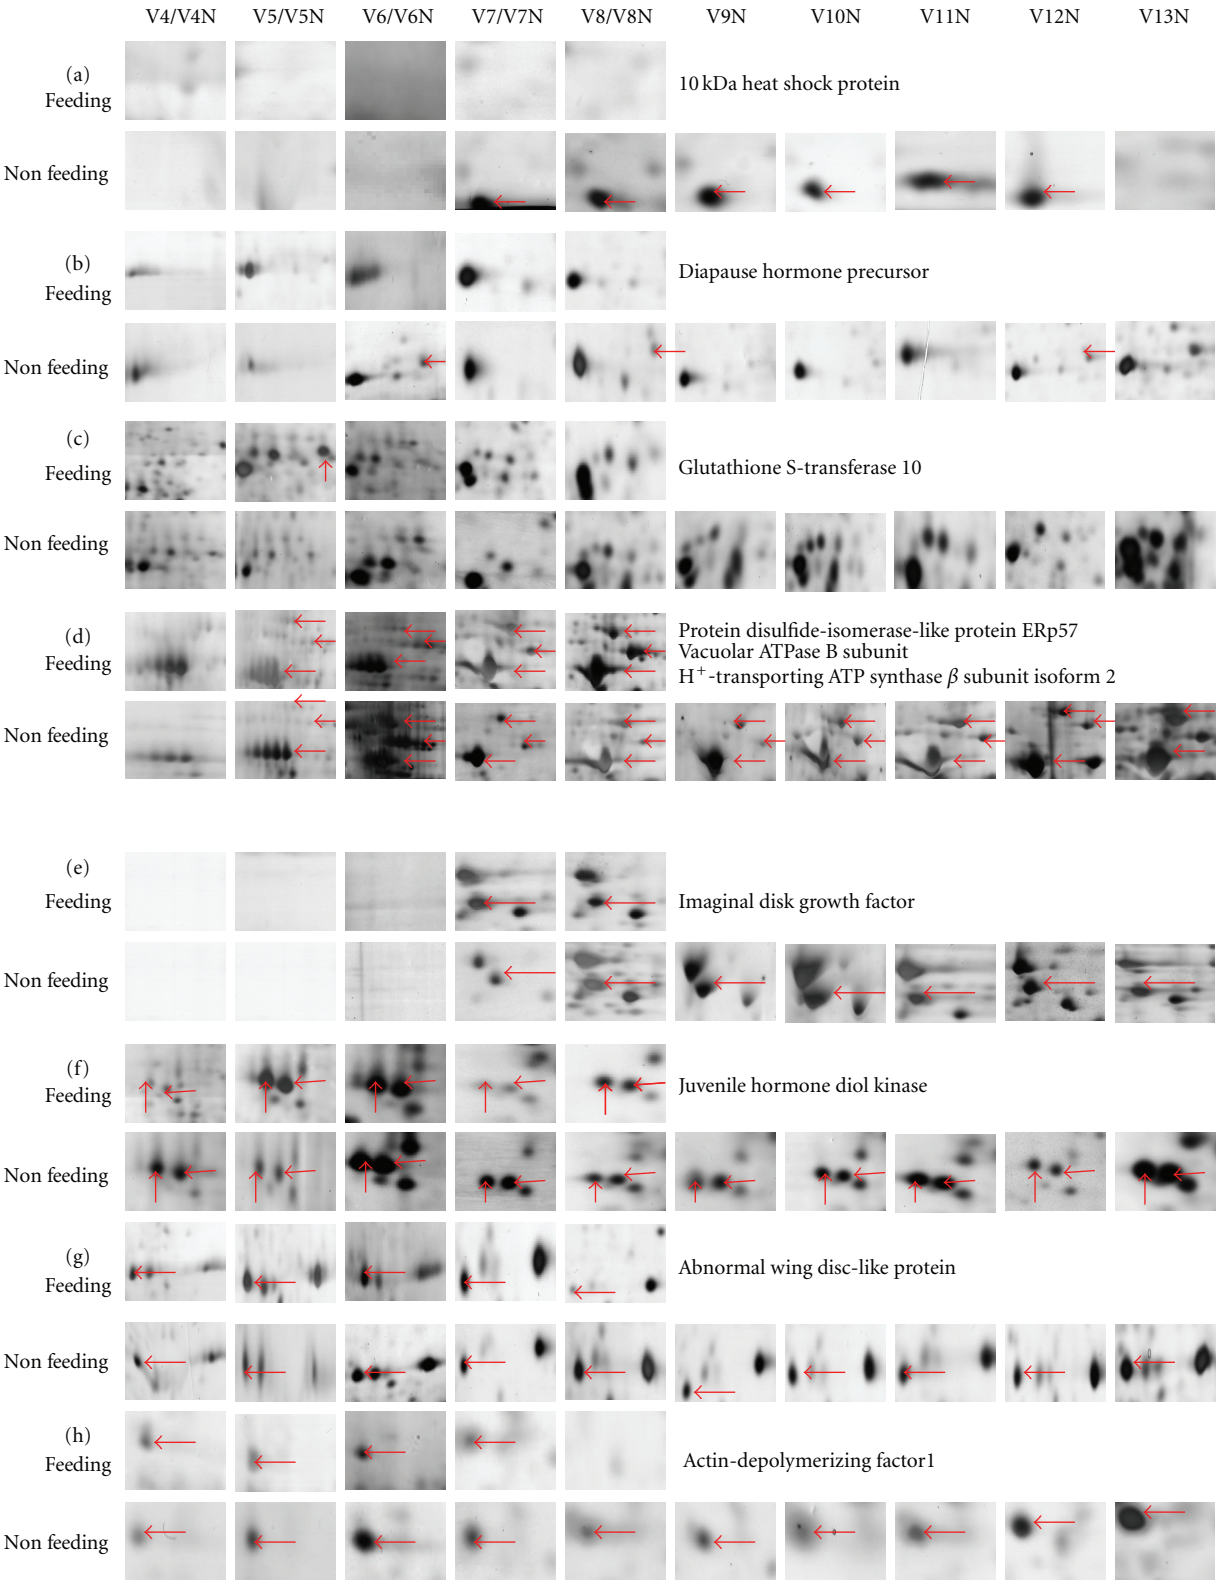 V4/V4N V5/V5N V6/V6N V7/V7N V8/V8N V9N V10N V11N V12N V13N
(a)
Feeding
10 kDa heat shock protein
Non feeding
(b)
Feeding
Diapause hormone precursor
Non feeding
(c)
Feeding
Glutathione S-transferase 10
Non feeding
(d)
Feeding
Protein disulfide-isomerase-like protein ERp57
Vacuolar ATPase B subunit
H⁺-transporting ATP synthase β subunit isoform 2
Non feeding
(e)
Feeding
Imaginal disk growth factor
Non feeding
(f)
Feeding
Juvenile hormone diol kinase
Non feeding
(g)
Feeding
Abnormal wing disc-like protein
Non feeding
(h)
Feeding
Actin-depolymerizing factor1
Non feeding